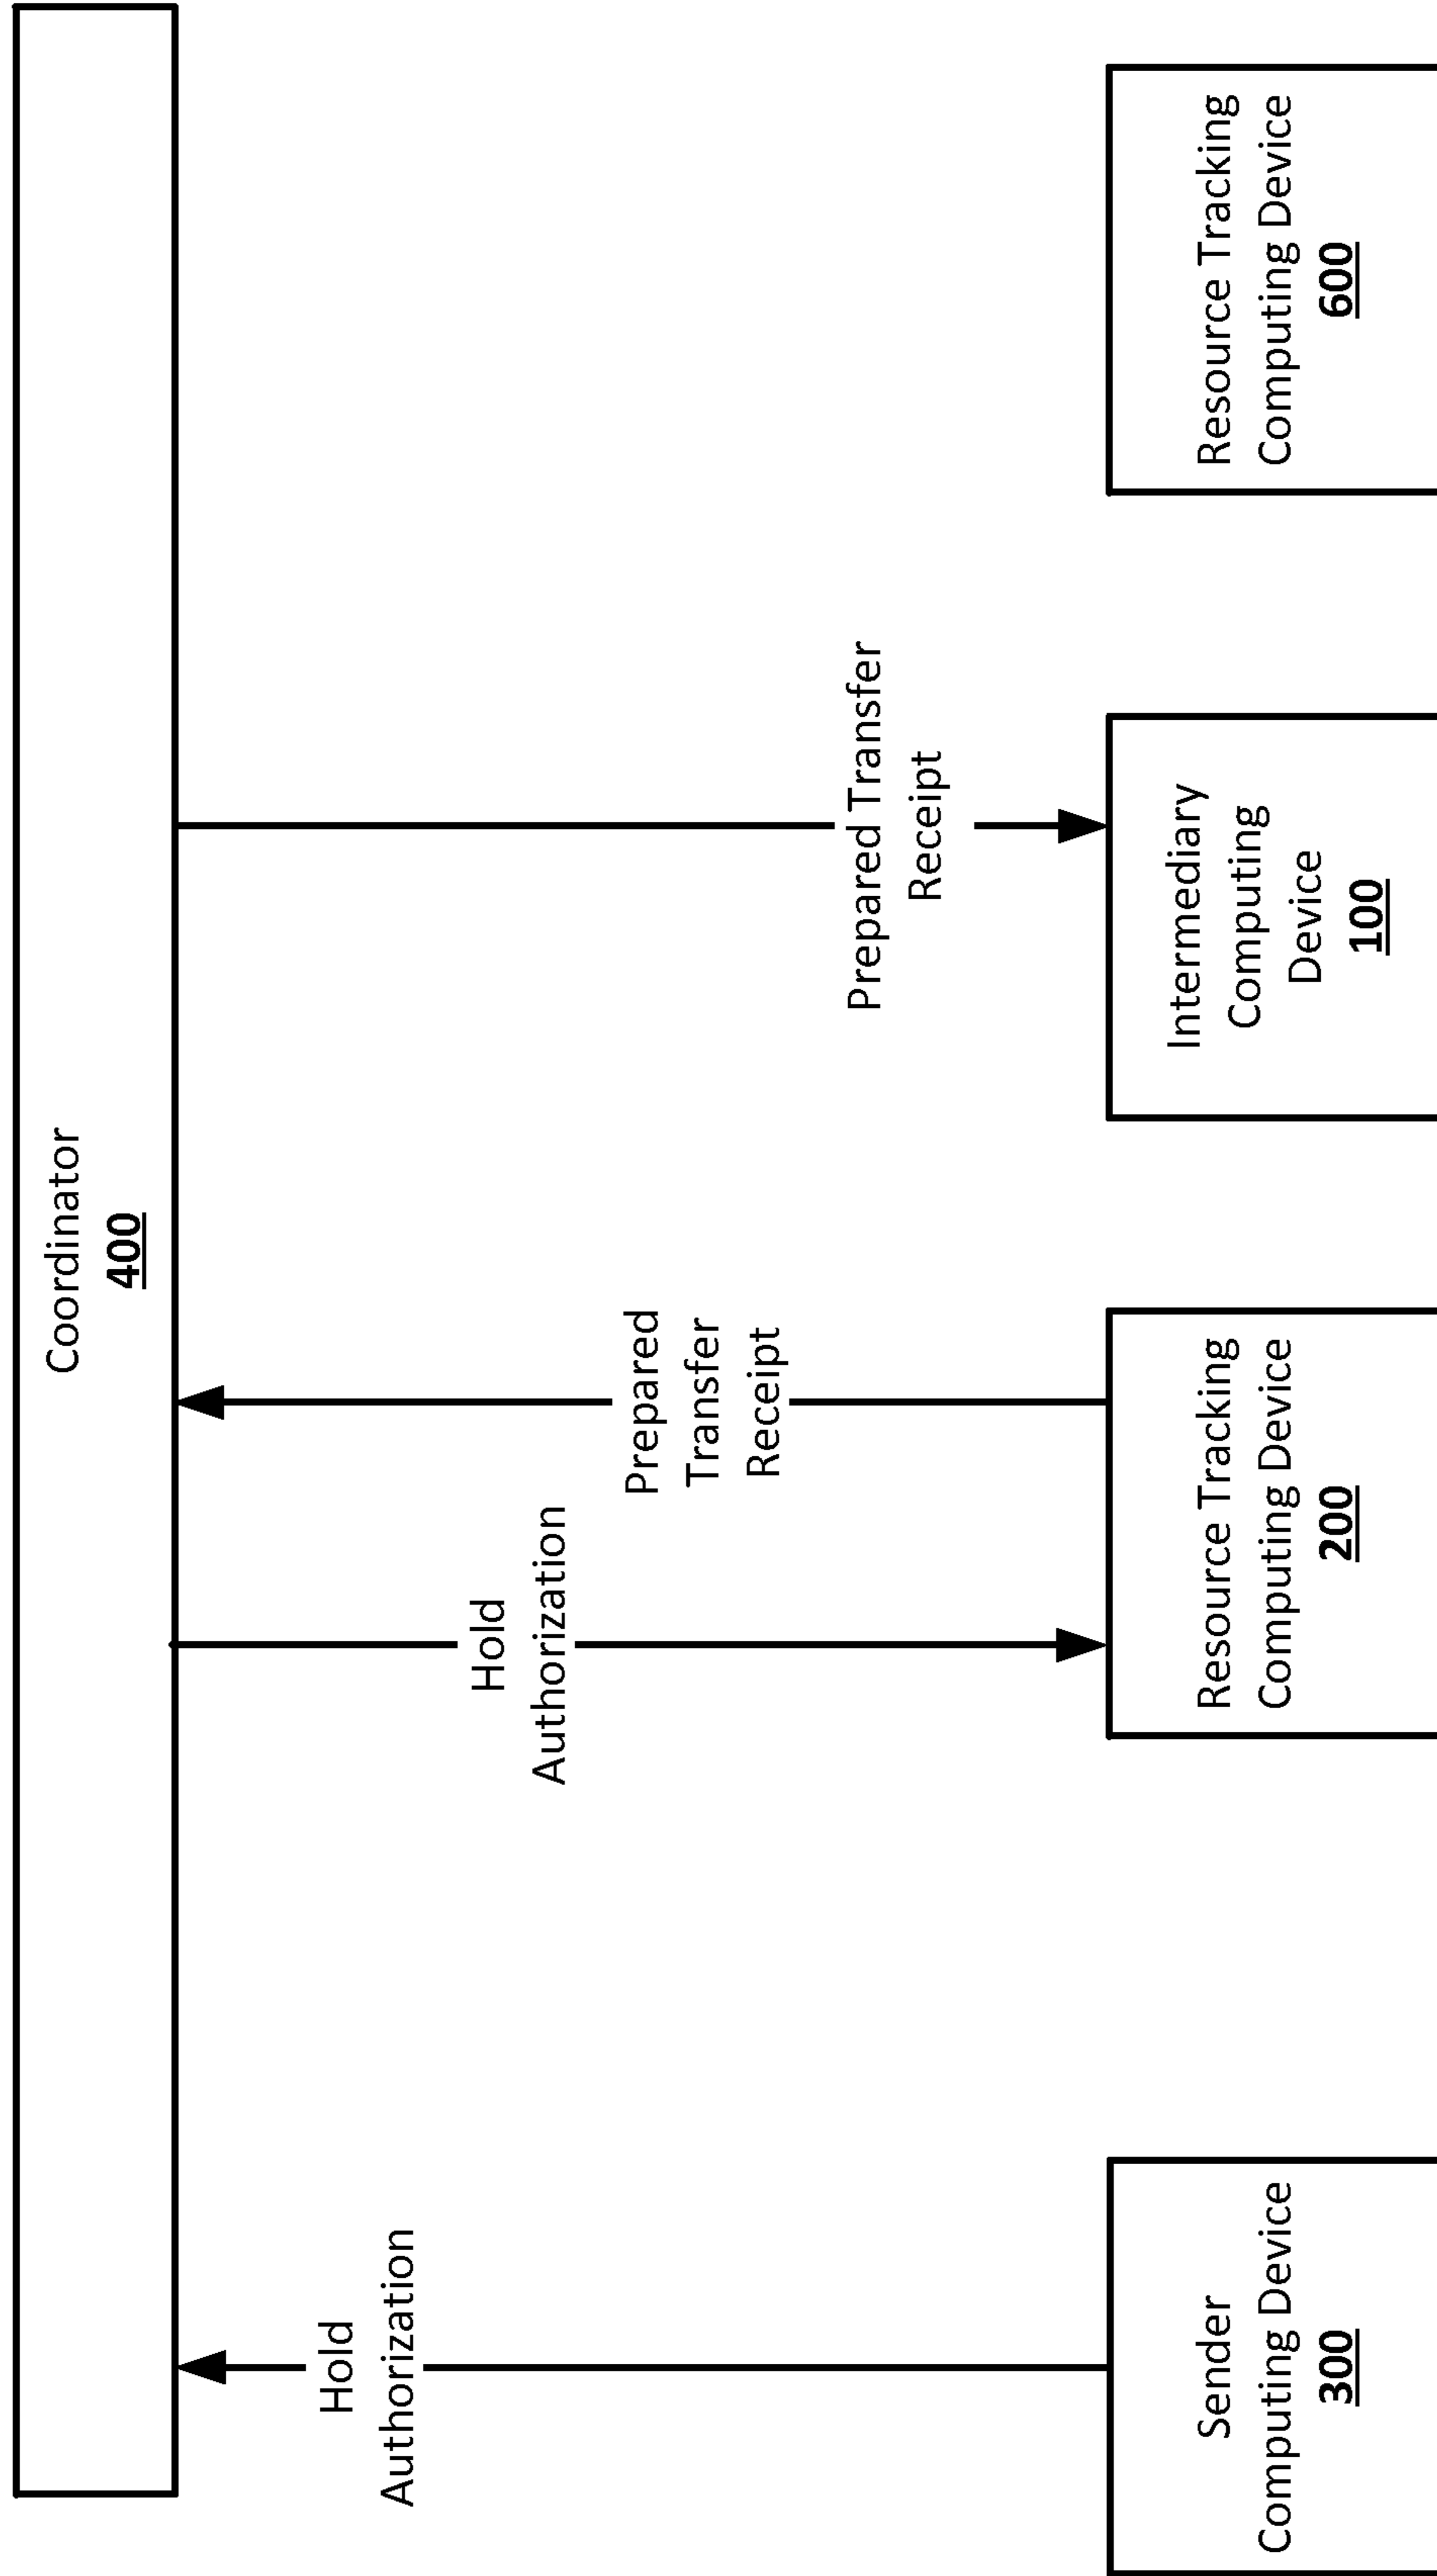 Coordinator
400
Hold
Authorization
Hold
Authorization
Prepared
Transfer
Receipt
Prepared Transfer
Receipt
Sender
Computing Device
300
Resource Tracking
Computing Device
200
Intermediary
Computing
Device
100
Resource Tracking
Computing Device
600